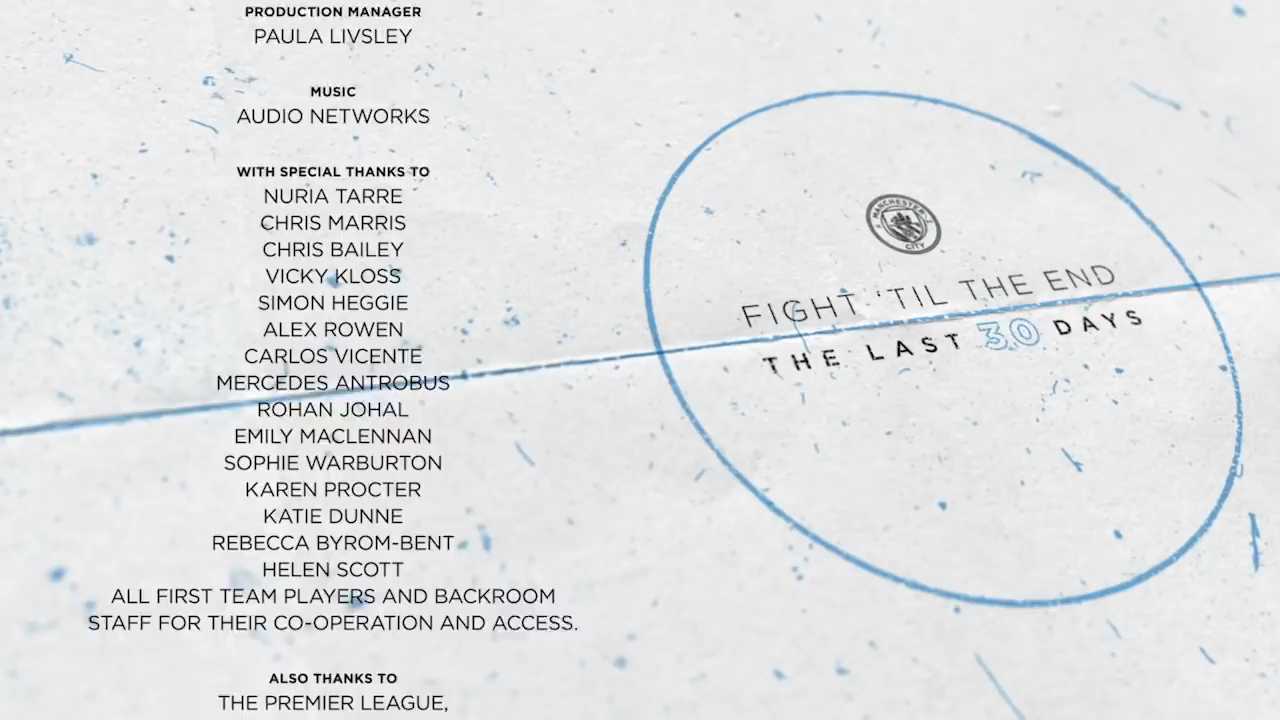 PRODUCTION MANAGER
PAULA LIVSLEY
MUSIC
AUDIO NETWORKS
WITH SPECIAL THANKS TO
NURIA TARRE
CHRIS MARRIS
CHRIS BAILEY
VICKY KLOSS
SIMON HEGGIE
ALEX ROWEN
CARLOS VICENTE
MERCEDES ANTROBUS
ROHAN JOHAL
EMILY MACLENNAN
SOPHIE WARBURTON
KAREN PROCTER
KATIE DUNNE
REBECCA BYROM-BENT
HELEN SCOTT
ALL FIRST TEAM PLAYERS AND BACKROOM
STAFF FOR THEIR CO-OPERATION AND ACCESS.
ALSO THANKS TO
THE PREMIER LEAGUE,
MANCHESTER
CITY
FIGHT ‘TIL THE END
THE LAST 30 DAYS